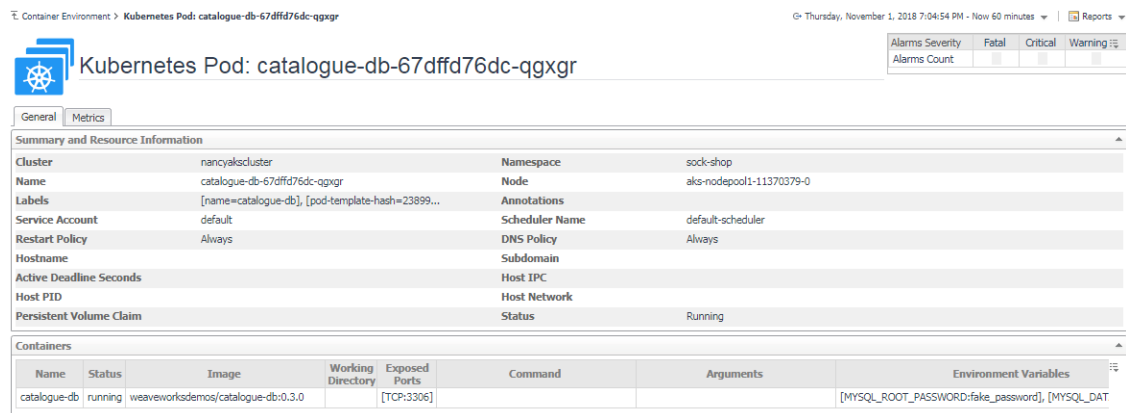 Container Environment > Kubernetes Pod: catalogue-db-67dffd76dc-qgxgr
Thursday, November 1, 2018 7:04:54 PM - Now 60 minutes | Reports
Kubernetes Pod: catalogue-db-67dffd76dc-qgxgr
Alarms Severity Fatal Critical Warning
Alarms Count
General Metrics
Summary and Resource Information
Cluster nancyakscluster Namespace sock-shop
Name catalogue-db-67dffd76dc-qgxgr Node aks-nodepool1-11370379-0
Labels [name=catalogue-db], [pod-template-hash=23899... Annotations
Service Account default Scheduler Name default-scheduler
Restart Policy Always DNS Policy Always
Hostname Subdomain
Active Deadline Seconds Host IPC
Host PID Host Network
Persistent Volume Claim Status Running
Containers
Name Status Image Working Directory Exposed Ports Command Arguments Environment Variables
catalogue-db running weaveworksdemos/catalogue-db:0.3.0 [TCP:3306] [MYSQL_ROOT_PASSWORD:fake_password], [MYSQL_DAT